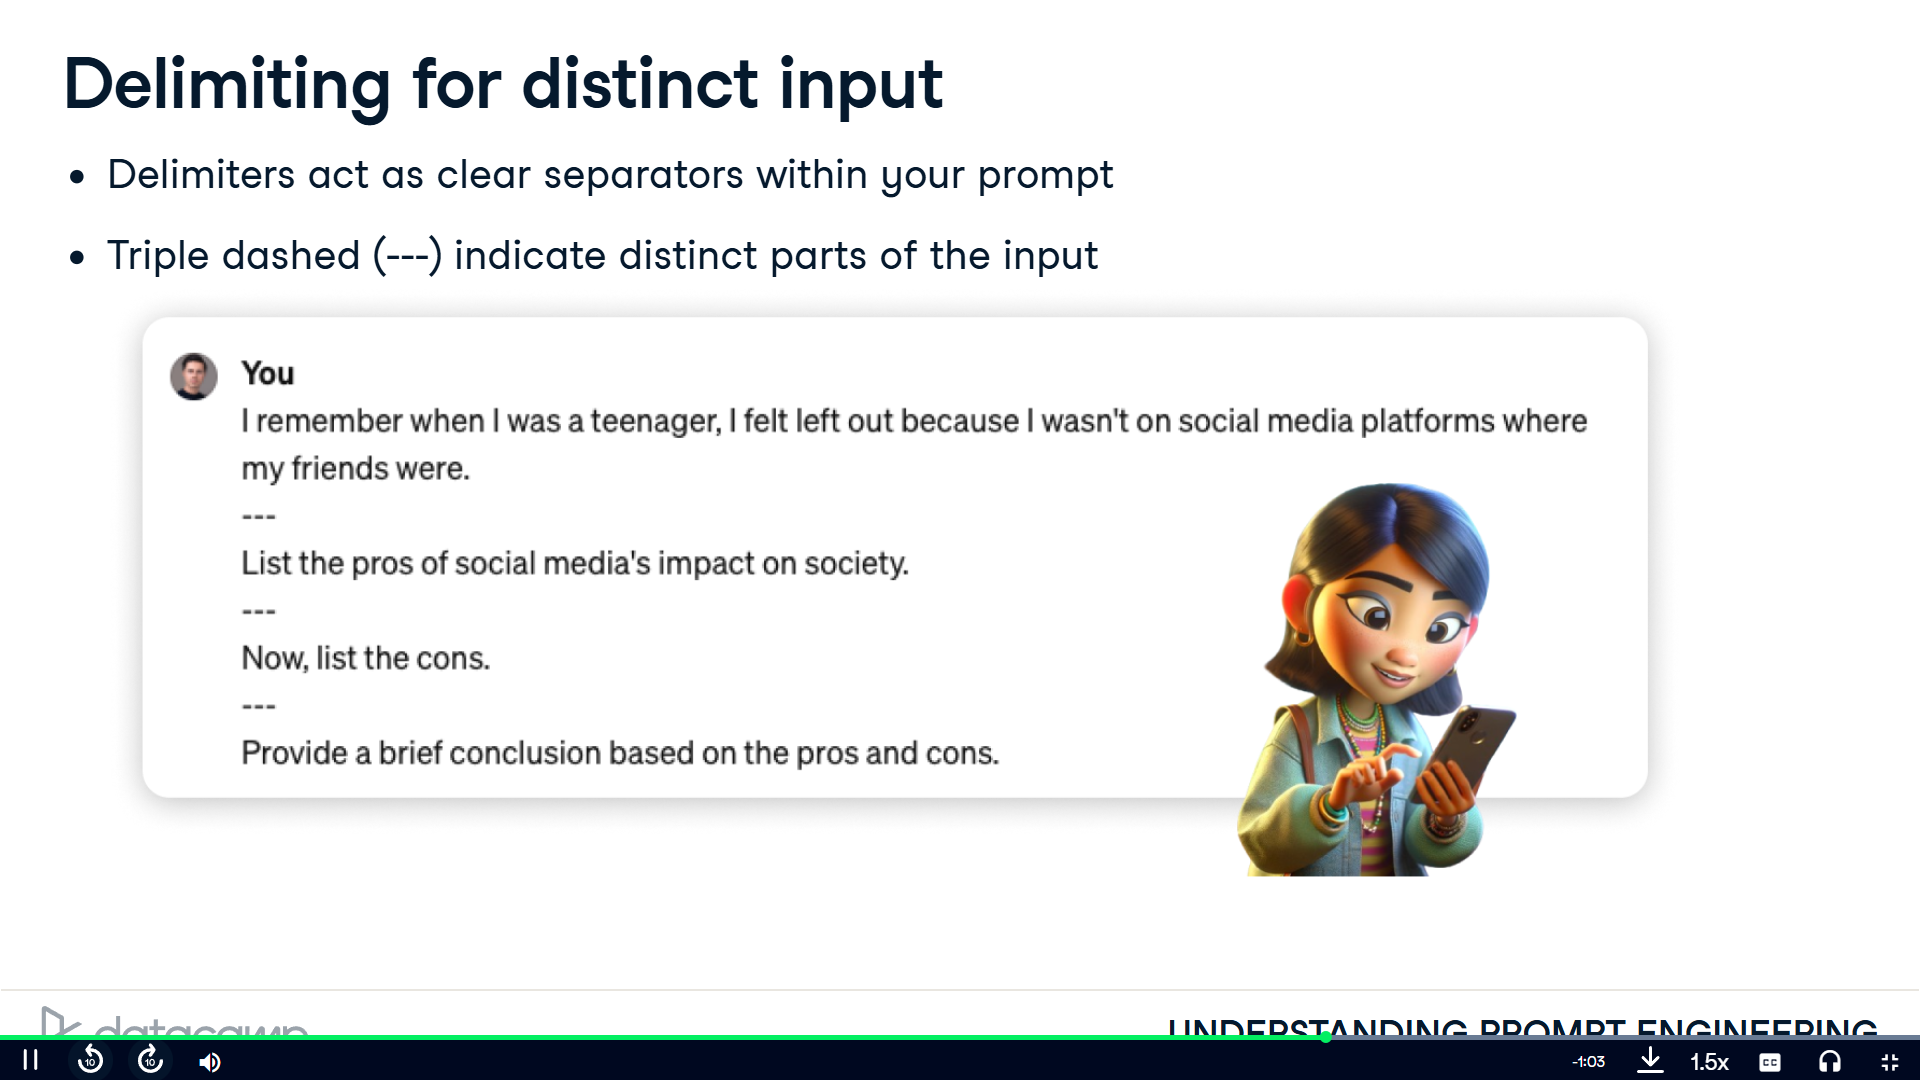 Delimiting for distinct input
• Delimiters act as clear separators within your prompt
• Triple dashed (---) indicate distinct parts of the input
You
I remember when I was a teenager, I felt left out because I wasn't on social media platforms where
my friends were.
---
List the pros of social media's impact on society.
---
Now, list the cons.
---
Provide a brief conclusion based on the pros and cons.
datacamp
UNDERSTANDING PROMPT ENGINEERING
10
10
-1:03
1.5x
CC